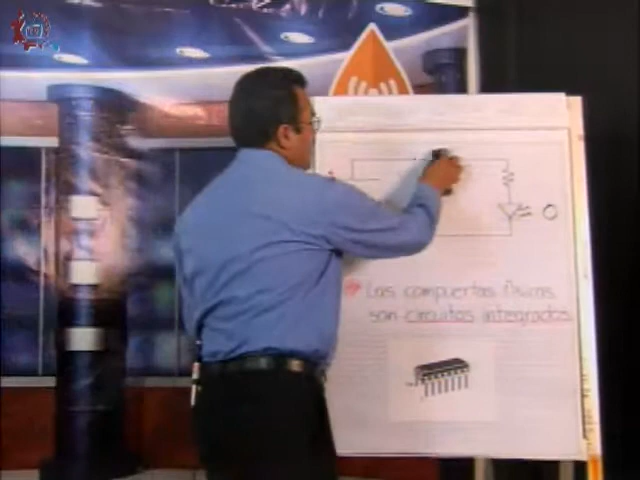 O
Las compuertas físicas
son circuitos integrados.